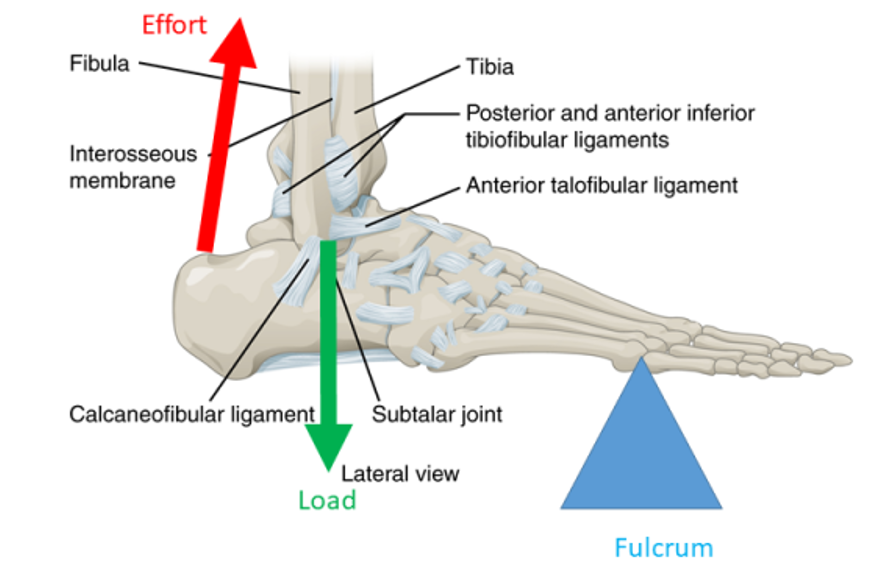 Effort
Fibula
Tibia
Posterior and anterior inferior
tibiofibular ligaments
Interosseous
membrane
Anterior talofibular ligament
Calcaneofibular ligament
Subtalar joint
Lateral view
Load
Fulcrum